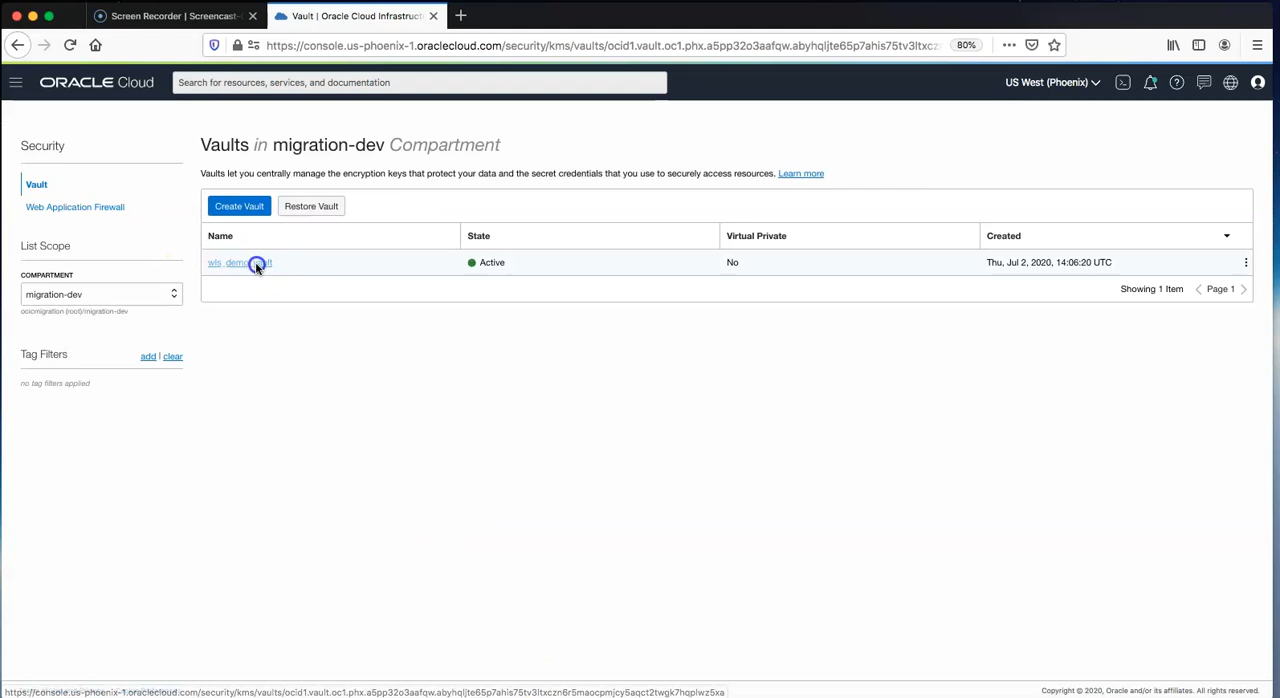 Screen Recorder | Screencast-
Vault | Oracle Cloud Infrastruct
https://console.us-phoenix-1.oraclecloud.com/security/kms/vaults/ocid1.vault.oc1.phx.a5pp32o3aafqw.abyhqljte65p7ahis75tv3ltxcz
80%
ORACLE Cloud
Search for resources, services, and documentation
US West (Phoenix)
Security
Vault
Web Application Firewall
List Scope
COMPARTMENT
migration-dev
ocicmigration (root)/migration-dev
Tag Filters
add | clear
no tag filters applied
Vaults in migration-dev Compartment
Vaults let you centrally manage the encryption keys that protect your data and the secret credentials that you use to securely access resources. Learn more
Create Vault
Restore Vault
Name
State
Virtual Private
Created
Active
No
Thu, Jul 2, 2020, 14:06:20 UTC
Showing 1 Item
Page 1
https://console.us-phoenix-1.oraclecloud.com/security/kms/vaults/ocid1.vault.oc1.phx.a5pp32o3aafqw.abyhqljte65p7ahis75tv3ltxczn6r5maocpmjcy5aqct2twgk7hqplwz5xa
Copyright © 2020, Oracle and/or its affiliates. All rights reserved.